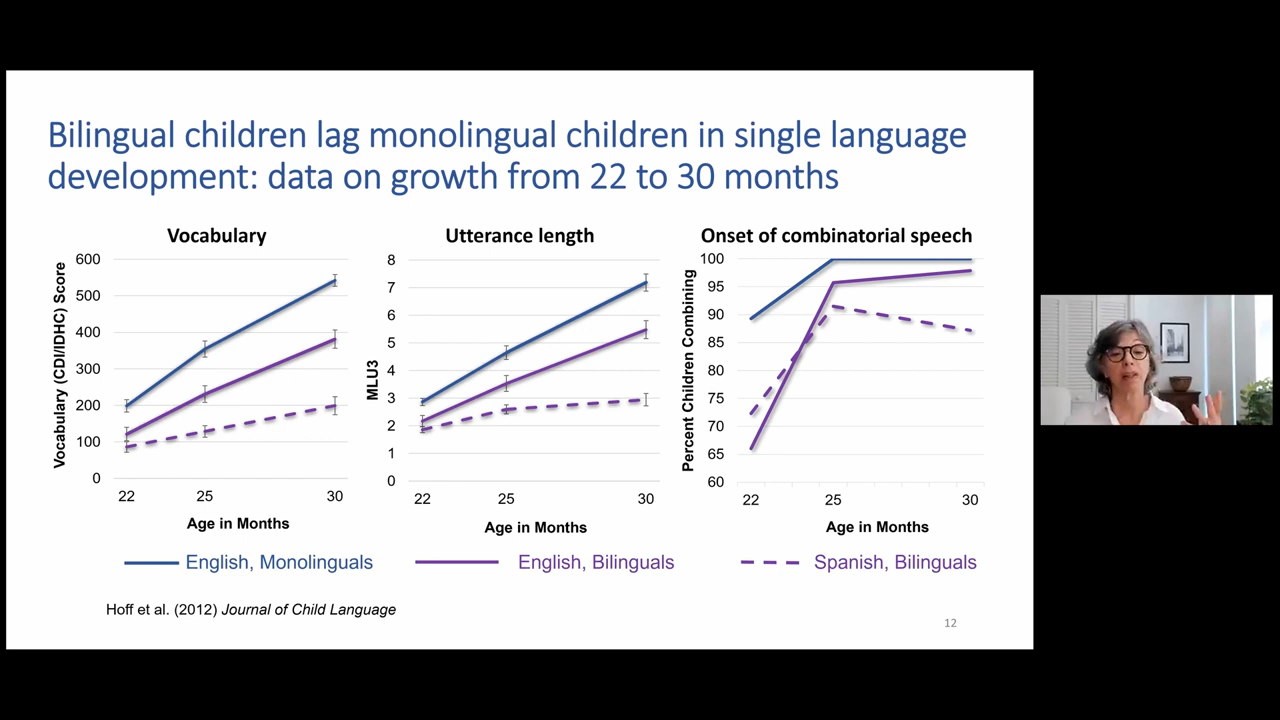 Bilingual children lag monolingual children in single language
development: data on growth from 22 to 30 months
Vocabulary
Vocabulary (CDI/IDHC) Score
600
500
400
300
200
100
0
22 25 30
Age in Months
Utterance length
MLU3
8
7
6
5
4
3
2
1
0
22 25 30
Age in Months
Onset of combinatorial speech
Percent Children Combining
100
95
90
85
80
75
70
65
60
22 25 30
Age in Months
English, Monolinguals
English, Bilinguals
Spanish, Bilinguals
Hoff et al. (2012) Journal of Child Language
12